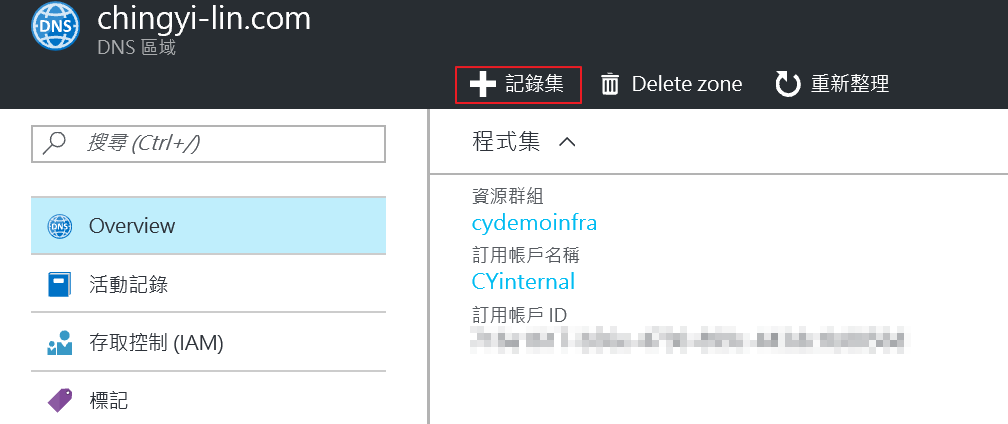 DNS
chingyi-lin.com
DNS 區域
記錄集 Delete zone 重新整理
搜尋 (Ctrl+/)
程式集
資源群組
cydemoinfra
訂用帳戶名稱
CYinternal
訂用帳戶 ID
DNS Overview
活動記錄
存取控制 (IAM)
標記